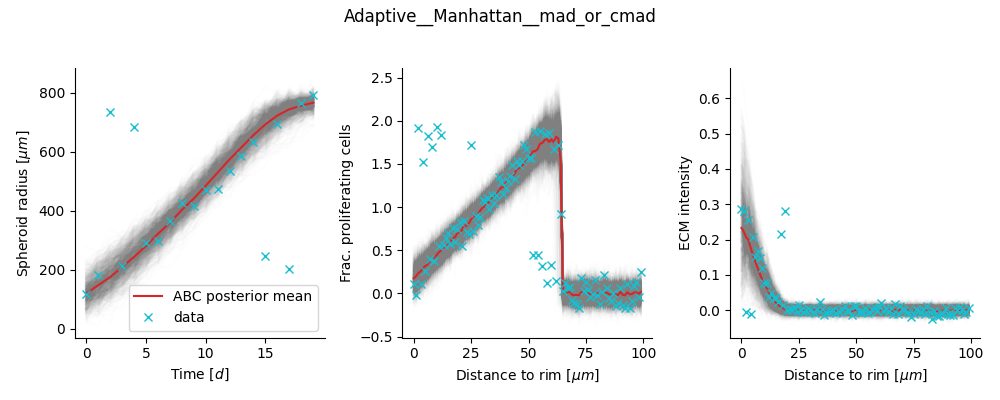 Adaptive__Manhattan__mad_or_cmad
Spheroid radius [μm]
800
600
400
200
0
0 5 10 15
Time [d]
ABC posterior mean
data
Frac. proliferating cells
2.5
2.0
1.5
1.0
0.5
0.0
−0.5
0 25 50 75 100
Distance to rim [μm]
ECM intensity
0.6
0.5
0.4
0.3
0.2
0.1
0.0
0 25 50 75 100
Distance to rim [μm]